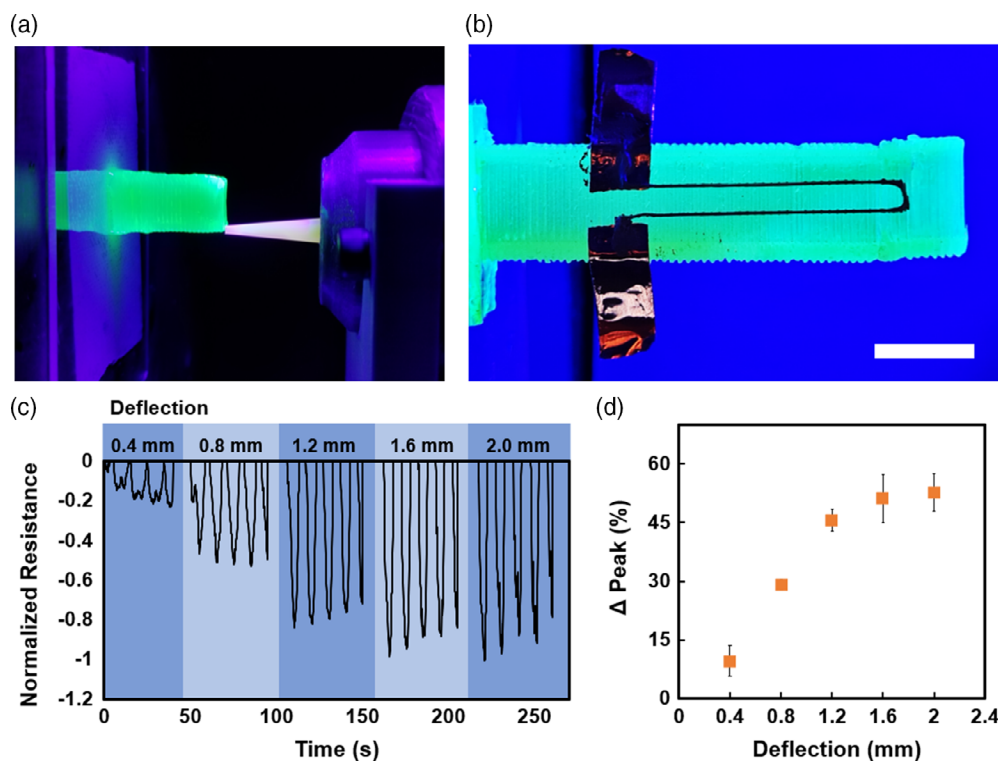 (a)
(b)
(c)
Deflection
0.4 mm 0.8 mm 1.2 mm 1.6 mm 2.0 mm
0
-0.2
-0.4
-0.6
-0.8
-1
-1.2
Normalized Resistance
0 50 100 150 200 250
Time (s)
(d)
60
45
30
15
0
Δ Peak (%)
0 0.4 0.8 1.2 1.6 2 2.4
Deflection (mm)